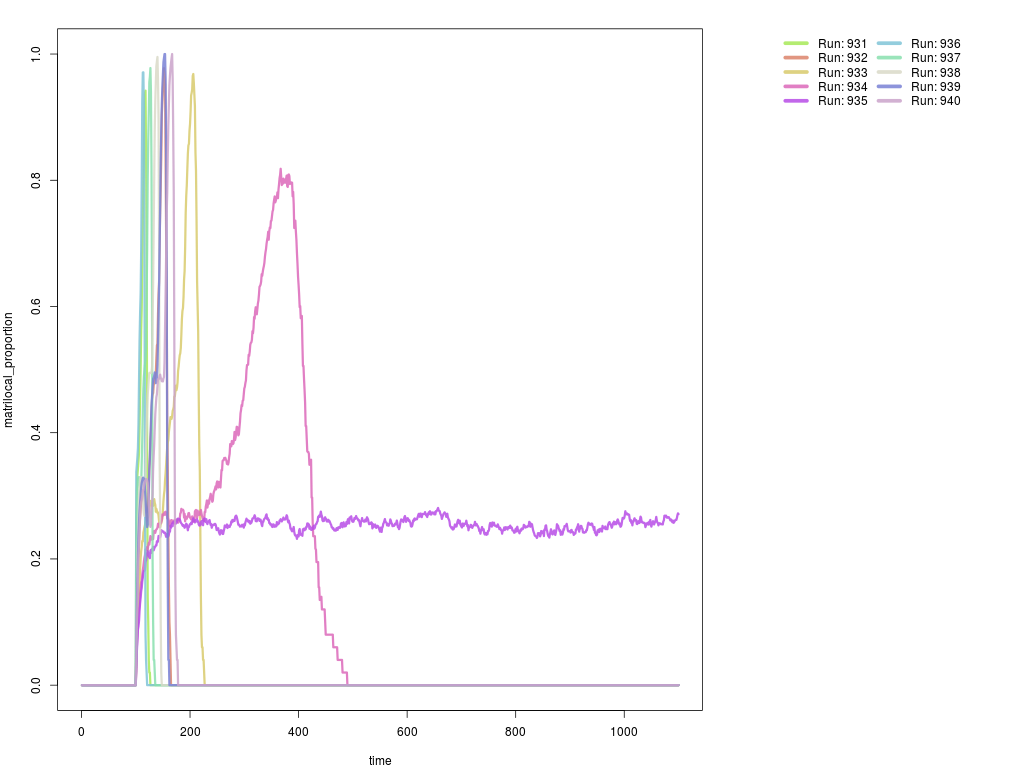 1.0
0.8
0.6
0.4
0.2
0.0
matrilocal_proportion
0 200 400 600 800 1000
time
Run: 931 Run: 936
Run: 932 Run: 937
Run: 933 Run: 938
Run: 934 Run: 939
Run: 935 Run: 940